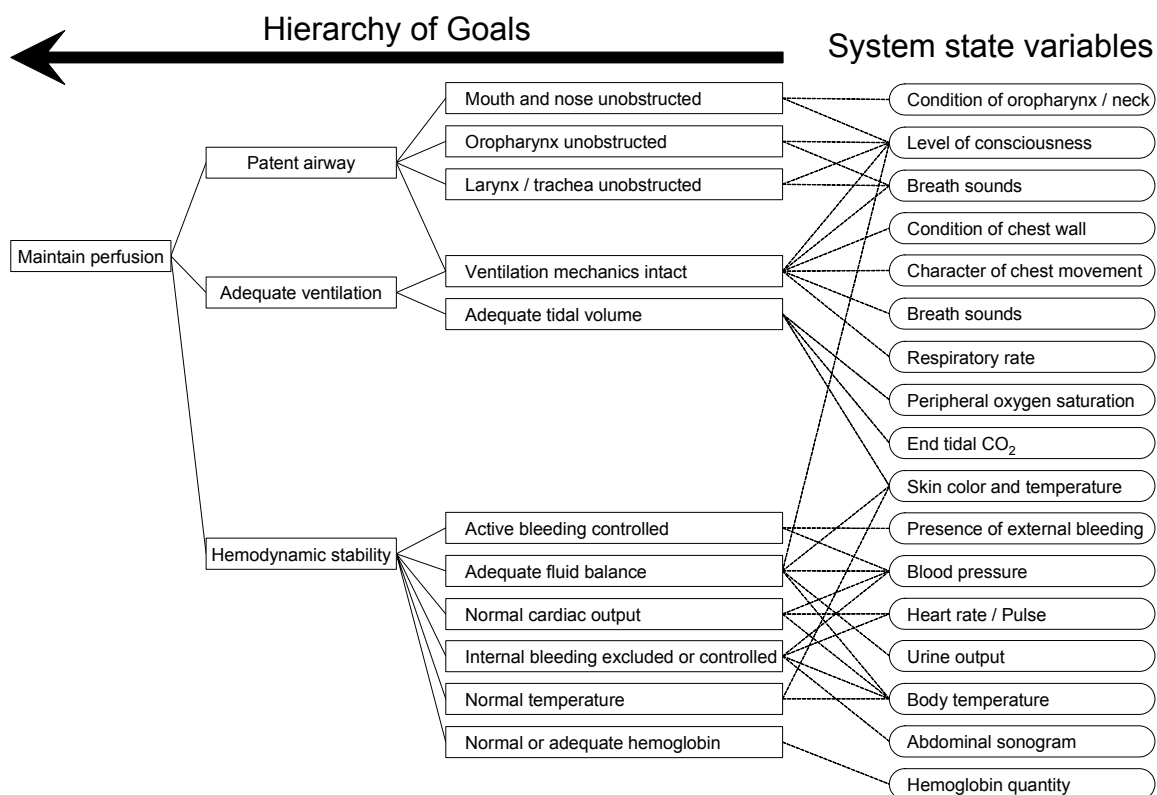 Hierarchy of Goals
System state variables
Mouth and nose unobstructed
Condition of oropharynx / neck
Oropharynx unobstructed
Level of consciousness
Patent airway
Larynx / trachea unobstructed
Breath sounds
Condition of chest wall
Maintain perfusion
Ventilation mechanics intact
Character of chest movement
Adequate ventilation
Adequate tidal volume
Breath sounds
Respiratory rate
Peripheral oxygen saturation
End tidal CO₂
Skin color and temperature
Active bleeding controlled
Presence of external bleeding
Hemodynamic stability
Adequate fluid balance
Blood pressure
Normal cardiac output
Heart rate / Pulse
Internal bleeding excluded or controlled
Urine output
Normal temperature
Body temperature
Normal or adequate hemoglobin
Abdominal sonogram
Hemoglobin quantity